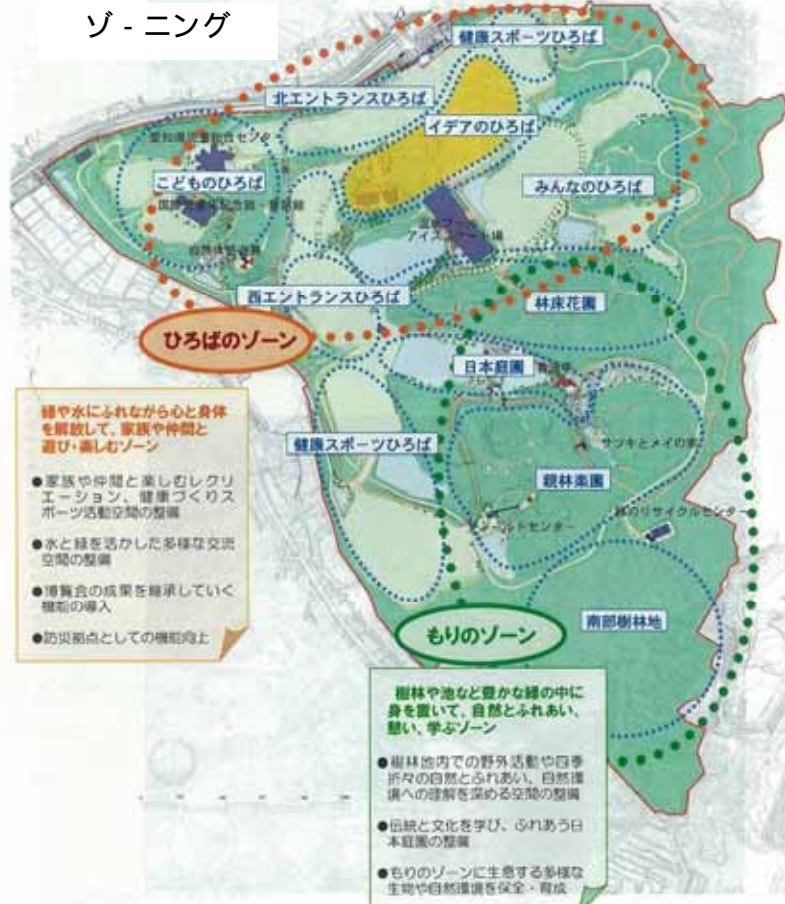 ゾ - ニング
健康スポーツひろば
北エントランスひろば
イデアのひろば
こどものひろば
みんなのひろば
西エントランスひろば
林床花園
ひろばのゾーン
日本庭園
緑や水にふれながら心と身体
を解放して、家族や仲間と
遊び・楽しむゾーン
●家族や仲間と楽しむレクリ
エーション、健康づくりス
ポーツ活動空間の整備
●水と緑を活かした多様な交流
空間の整備
●博覧会の成果を継承していく
機能の導入
●防災拠点としての機能向上
健康スポーツひろば
サツキとメイの家
親林楽園
もりのゾーン
南部樹林地
樹林や池など豊かな緑の中に
身を置いて、自然とふれあい、
憩い、学ぶゾーン
●樹林地内での野外活動や四季
折々の自然とふれあい、自然環
境への理解を深める空間の整備
●伝統と文化を学び、ふれあう日
本庭園の整備
●もりのゾーンに生息する多様な
生物や自然環境を保全・育成